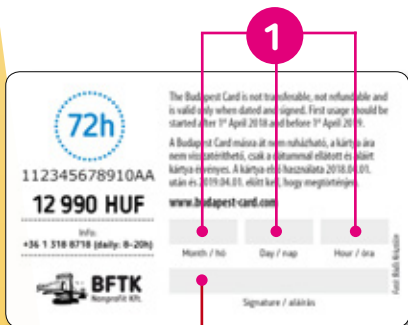 1
72h
112345678910AA
12 990 HUF
Info:
+36 1 318 8718 (daily: 8–20h)
BFTK
Nonprofit Kft.
The Budapest Card is not transferable, not refundable and
is valid only when dated and signed. First usage should be
started after 1st April 2018 and before 1st April 2019.
A Budapest Card másra át nem ruházható, a kártya ára
nem visszatéríthető, csak a dátummal ellátott és aláírt
kártya érvényes. A kártya első használata 2018.04.01.
után és 2019.04.01. előtt kell, hogy megtörténjen.
www.budapest-card.com
Month / hó
Day / nap
Hour / óra
Signature / aláírás